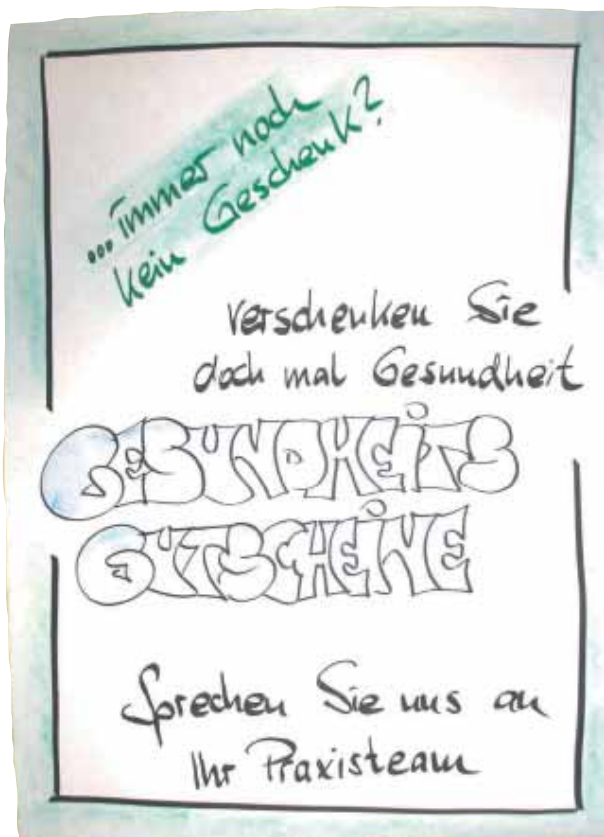 ...immer noch
kein Geschenk?
verschenken Sie
doch mal Gesundheit
GESUNDHEITS
GUTSCHEINE
Sprechen Sie uns an
Ihr Praxisteam